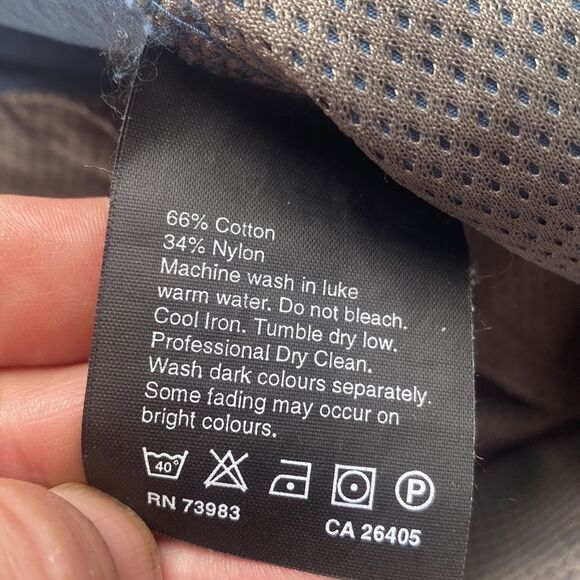 66% Cotton
34% Nylon
Machine wash in luke
warm water. Do not bleach.
Cool Iron. Tumble dry low.
Professional Dry Clean.
Wash dark colours separately.
Some fading may occur on
bright colours.
40° P
RN 73983 CA 26405